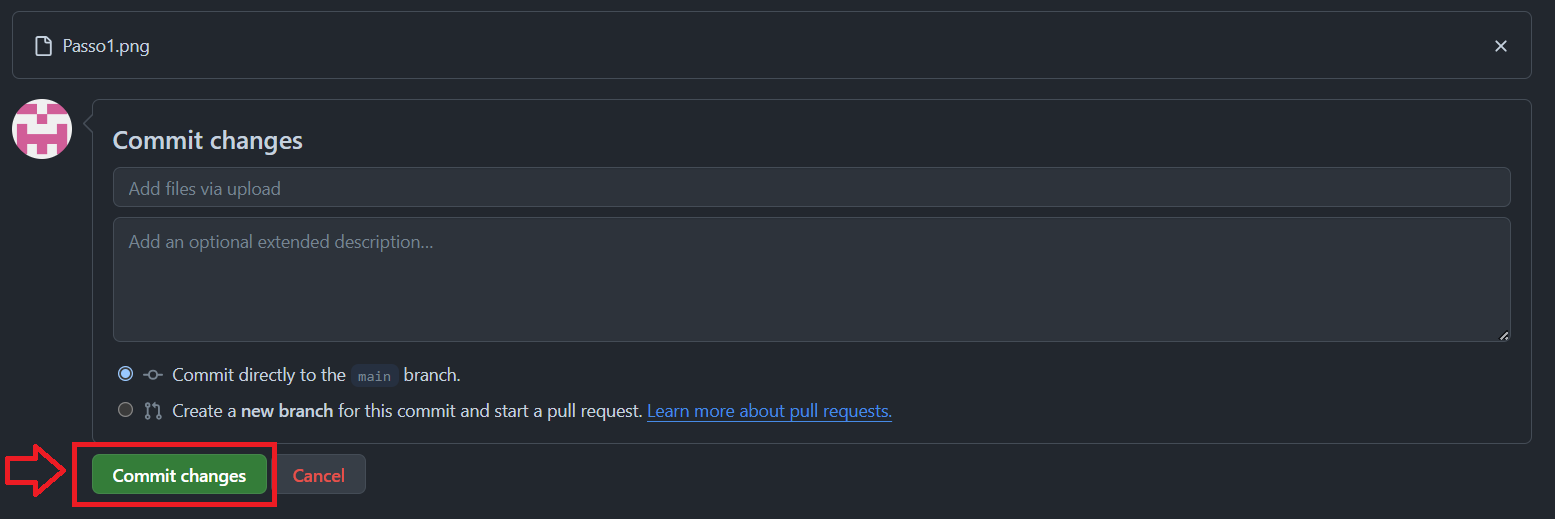 Passo1.png
Commit changes
Add files via upload
Add an optional extended description...
Commit directly to the main branch.
Create a new branch for this commit and start a pull request. Learn more about pull requests.
Commit changes Cancel